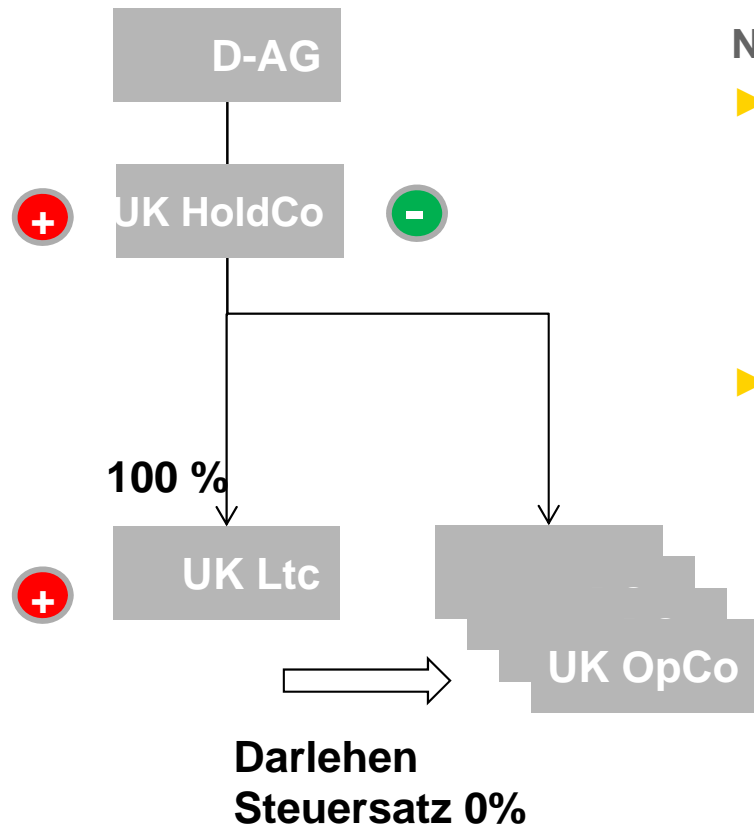 D-AG
N
+
UK HoldCo
-
100 %
+
UK Ltc
UK OpCo
Darlehen
Steuersatz 0%